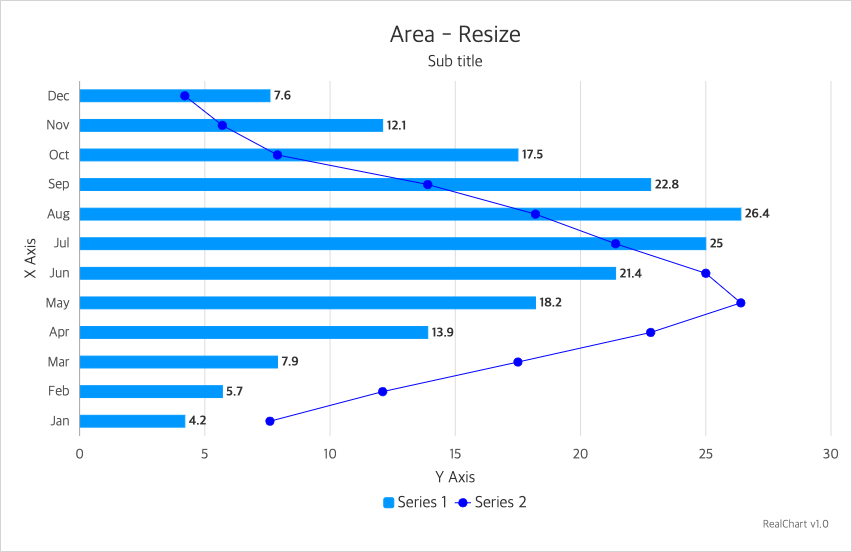 Area - Resize
Sub title
Dec 7.6
Nov 12.1
Oct 17.5
Sep 22.8
Aug 26.4
Jul 25
Jun 21.4
May 18.2
Apr 13.9
Mar 7.9
Feb 5.7
Jan 4.2
X Axis
0 5 10 15 20 25 30
Y Axis
Series 1 Series 2
RealChart v1.0